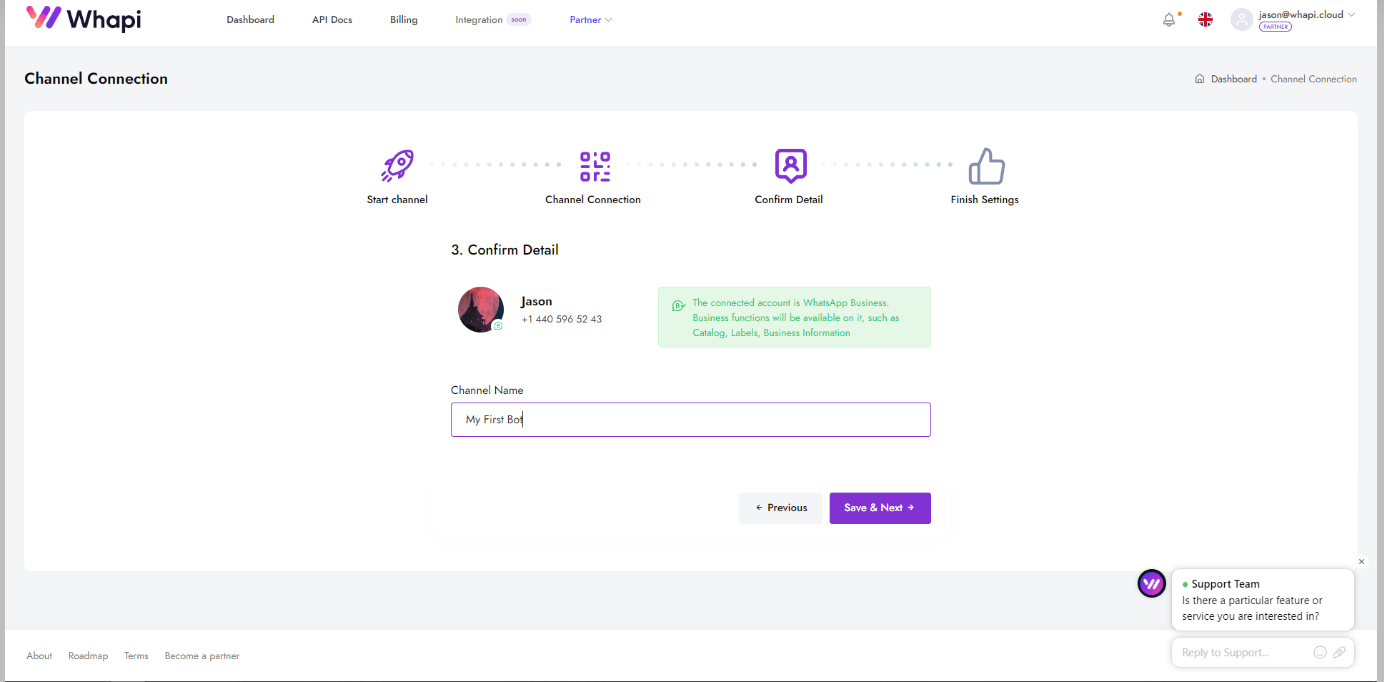 Whapi
Dashboard
API Docs
Billing
Integration soon
Partner
jason@whapi.cloud
PARTNER
Channel Connection
Dashboard • Channel Connection
Start channel
Channel Connection
Confirm Detail
Finish Settings
3. Confirm Detail
Jason
+1 440 596 52 43
The connected account is WhatsApp Business.
Business functions will be available on it, such as
Catalog, Labels, Business Information
Channel Name
My First Bot
← Previous
Save & Next →
Support Team
Is there a particular feature or
service you are interested in?
Reply to Support...
About
Roadmap
Terms
Become a partner